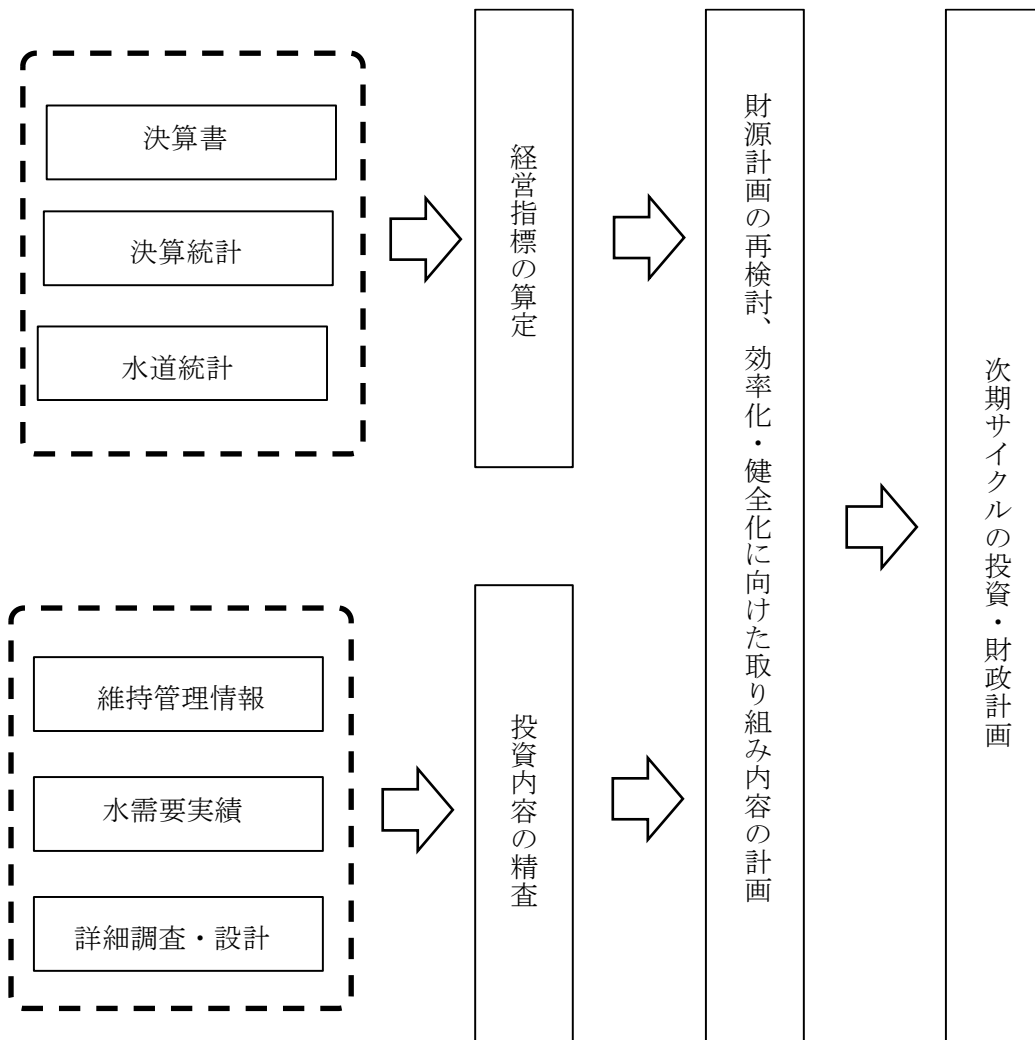 決算書
決算統計
水道統計
経営指標の算定
維持管理情報
水需要実績
詳細調査・設計
投資内容の精査
財源計画の再検討、効率化・健全化に向けた取り組み内容の計画
次期サイクルの投資・財政計画